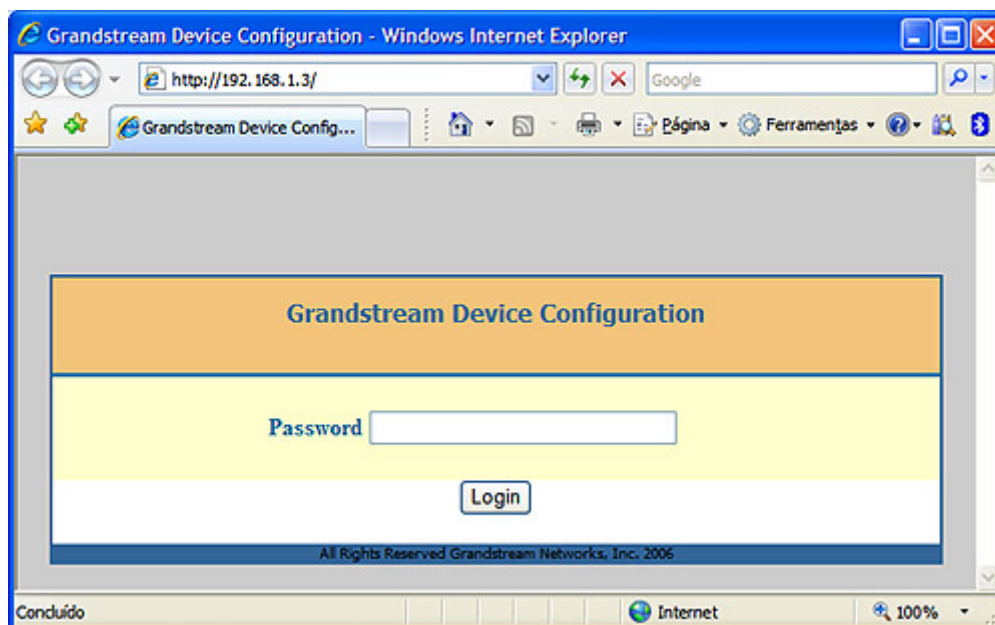 Grandstream Device Configuration - Windows Internet Explorer
http://192.168.1.3/
Google
Grandstream Device Config...
Página
Ferramentas
Grandstream Device Configuration
Password
Login
All Rights Reserved Grandstream Networks, Inc. 2006
Concluído
Internet
100%